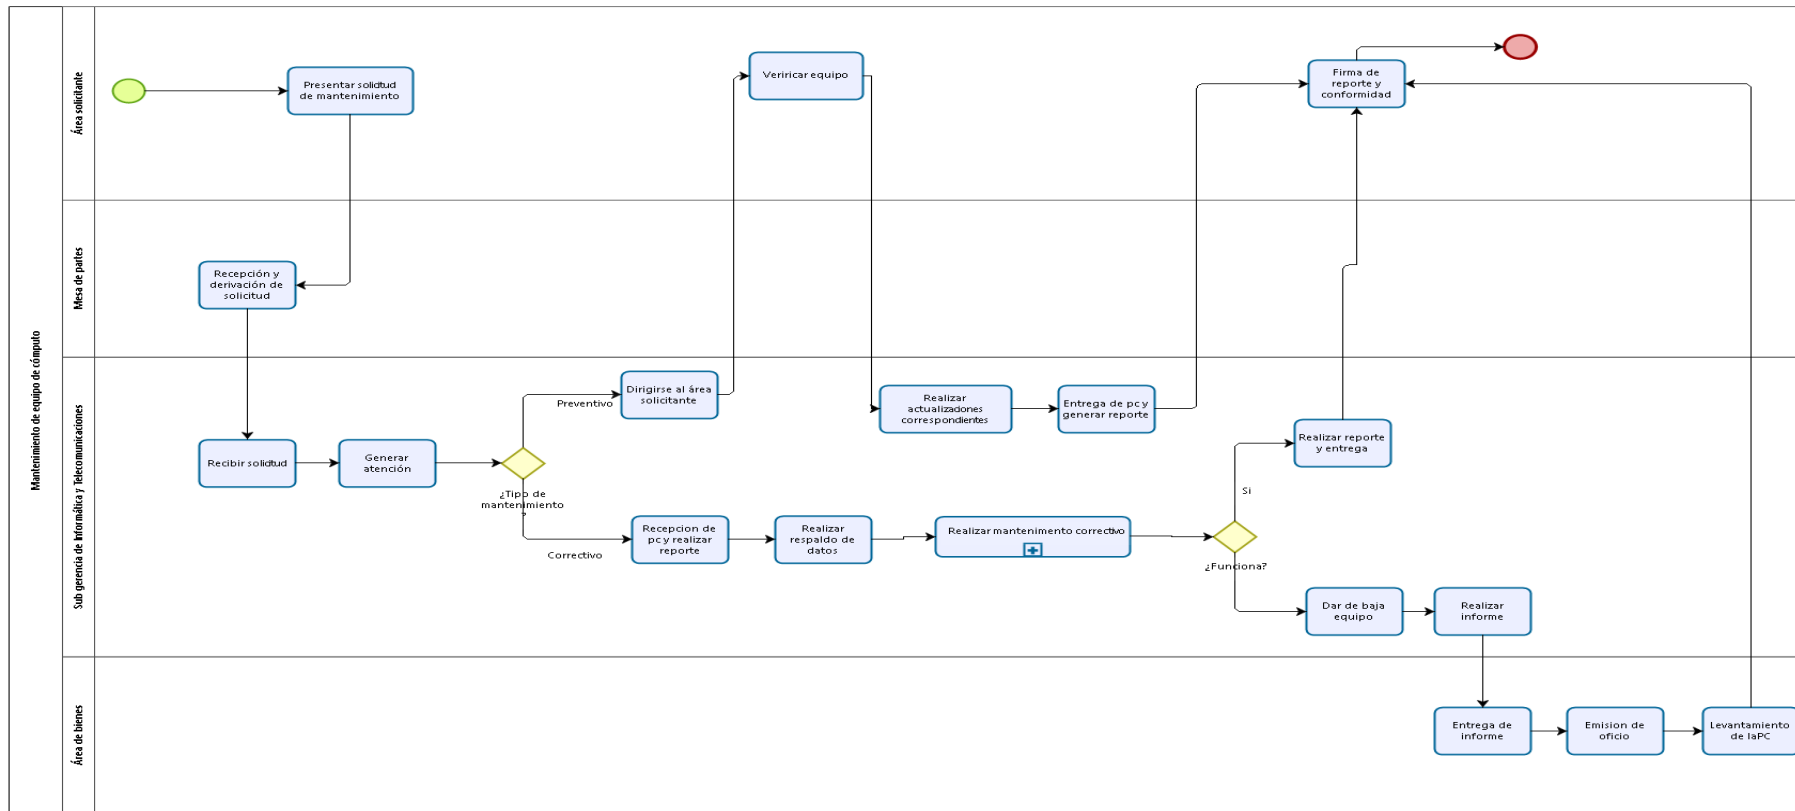 Mantenimiento de equipo de cómputo
Área solicitante
Presentar solicitud
de mantenimiento
Veriricar equipo
Firma de
reporte y
conformidad
Mesa de partes
Recepción y
derivación de
solicitud
Sub gerencia de Informática y Telecomunicaciones
Recibir solicitud
Generar
atención
¿Tipo de
mantenimiento
?
Preventivo
Dirigirse al área
solicitante
Realizar
actualizaciones
correspondientes
Entrega de pc y
generar reporte
Correctivo
Recepcion de
pc y realizar
reporte
Realizar
respaldo de
datos
Realizar mantenimento correctivo
¿Funciona?
Si
Realizar reporte
y entrega
Dar de baja
equipo
Realizar
informe
Área de bienes
Entrega de
informe
Emision de
oficio
Levantamiento
de laPC